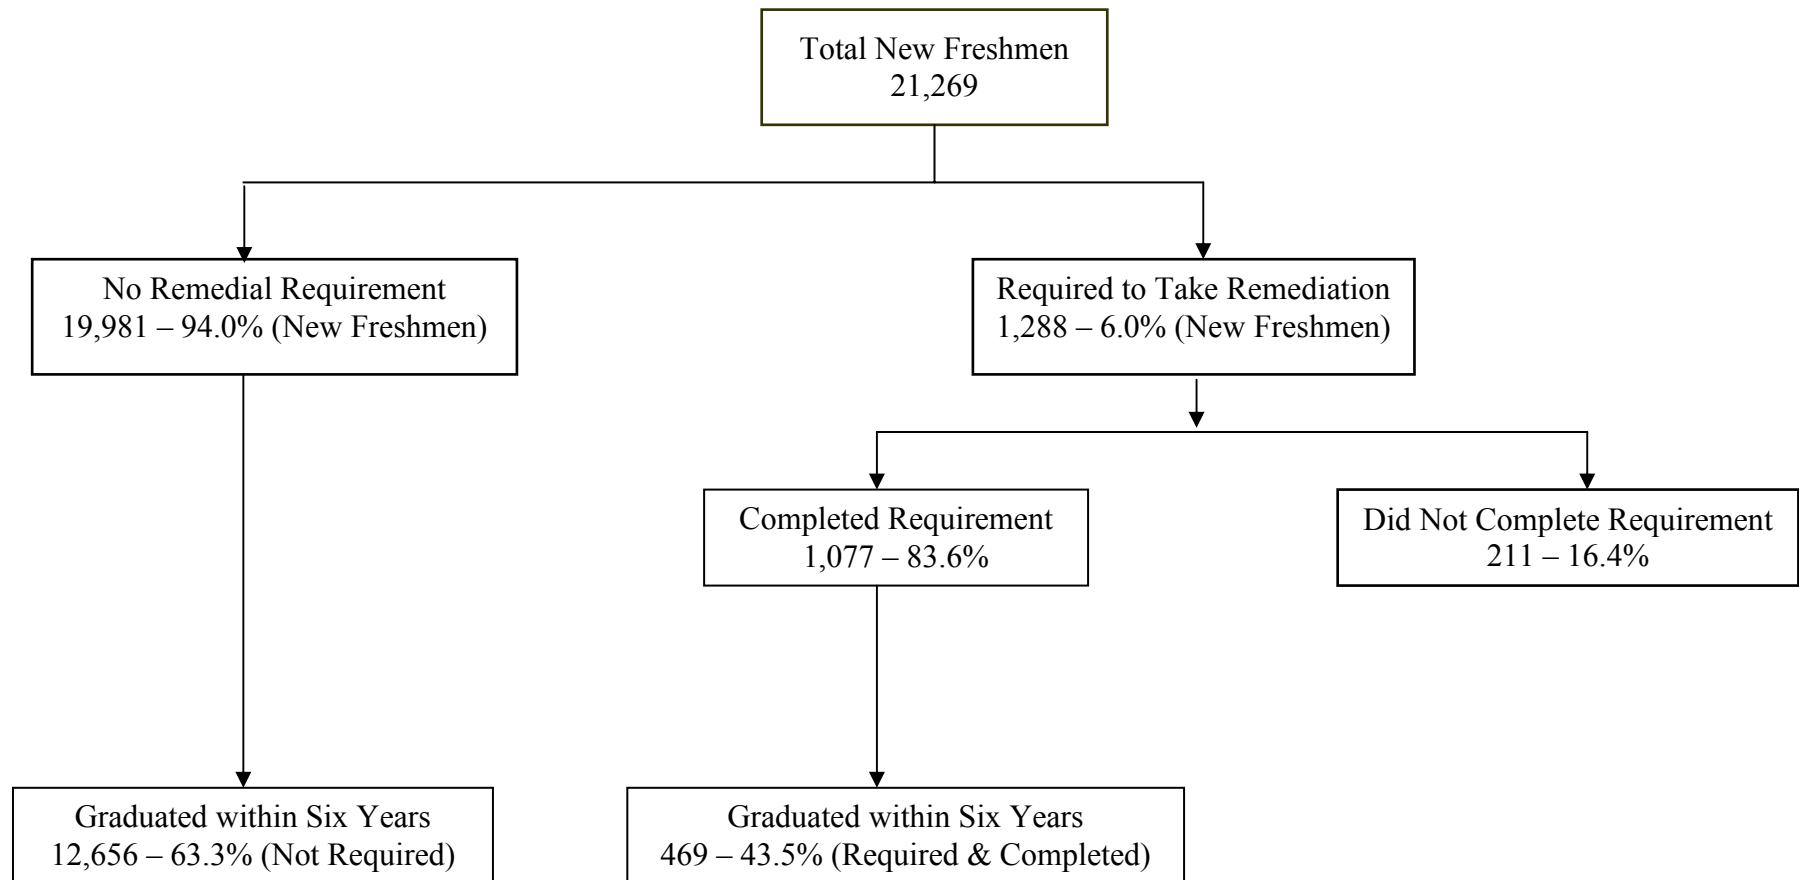 Total New Freshmen
21,269
No Remedial Requirement
19,981 – 94.0% (New Freshmen)
Required to Take Remediation
1,288 – 6.0% (New Freshmen)
Completed Requirement
1,077 – 83.6%
Did Not Complete Requirement
211 – 16.4%
Graduated within Six Years
12,656 – 63.3% (Not Required)
Graduated within Six Years
469 – 43.5% (Required & Completed)